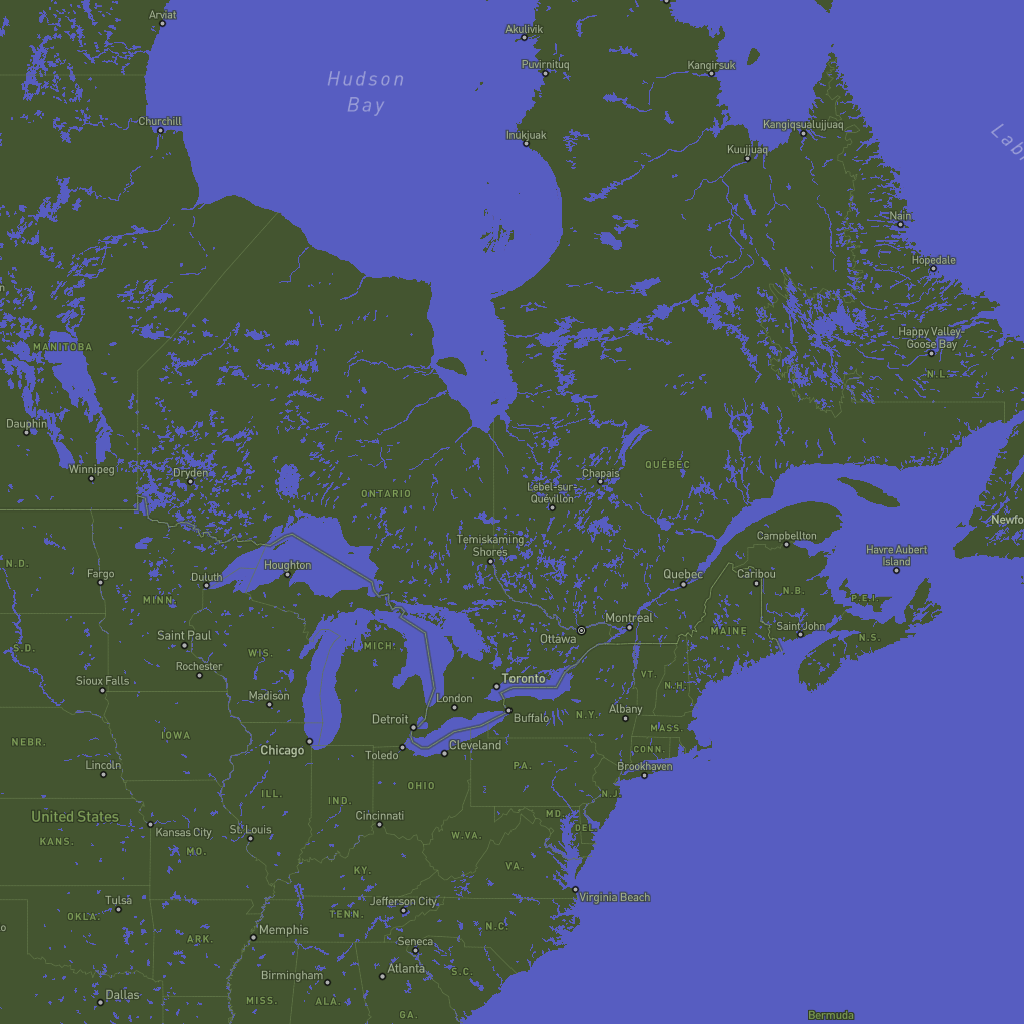 Arviat
Akulivik
Puvirnituq
Kangirsuk
Hudson
Bay
Churchill
Inukjuak
Kangiqsualujjuaq
Kuujjuaq
Nain
Hopedale
MANITOBA
Happy Valley-
Goose Bay
N.L.
Dauphin
Winnipeg
Dryden
ONTARIO
Chapais
QUÉBEC
Lebel-sur-
Quévillon
Newfo
Temiskaming
Shores
Campbellton
Havre Aubert
Island
N.D.
Fargo
Duluth
Houghton
Quebec
Caribou
N.B.
P.E.I.
MINN.
Montreal
Ottawa
MAINE
Saint John
N.S.
S.D.
Saint Paul
WIS.
MICH.
Rochester
VT.
N.H.
Sioux Falls
Madison
London
Toronto
Detroit
Buffalo
N.Y.
Albany
MASS.
NEBR.
IOWA
Chicago
Toledo
Cleveland
CONN.
Brookhaven
PA.
Lincoln
ILL.
IND.
OHIO
N.J.
MD.
DEL.
United States
KANS.
Kansas City
St. Louis
Cincinnati
W.VA.
MO.
KY.
VA.
Virginia Beach
Tulsa
OKLA.
Jefferson City
TENN.
N.C.
Memphis
ARK.
Seneca
Birmingham
Atlanta
S.C.
Dallas
MISS.
ALA.
GA.
Bermuda